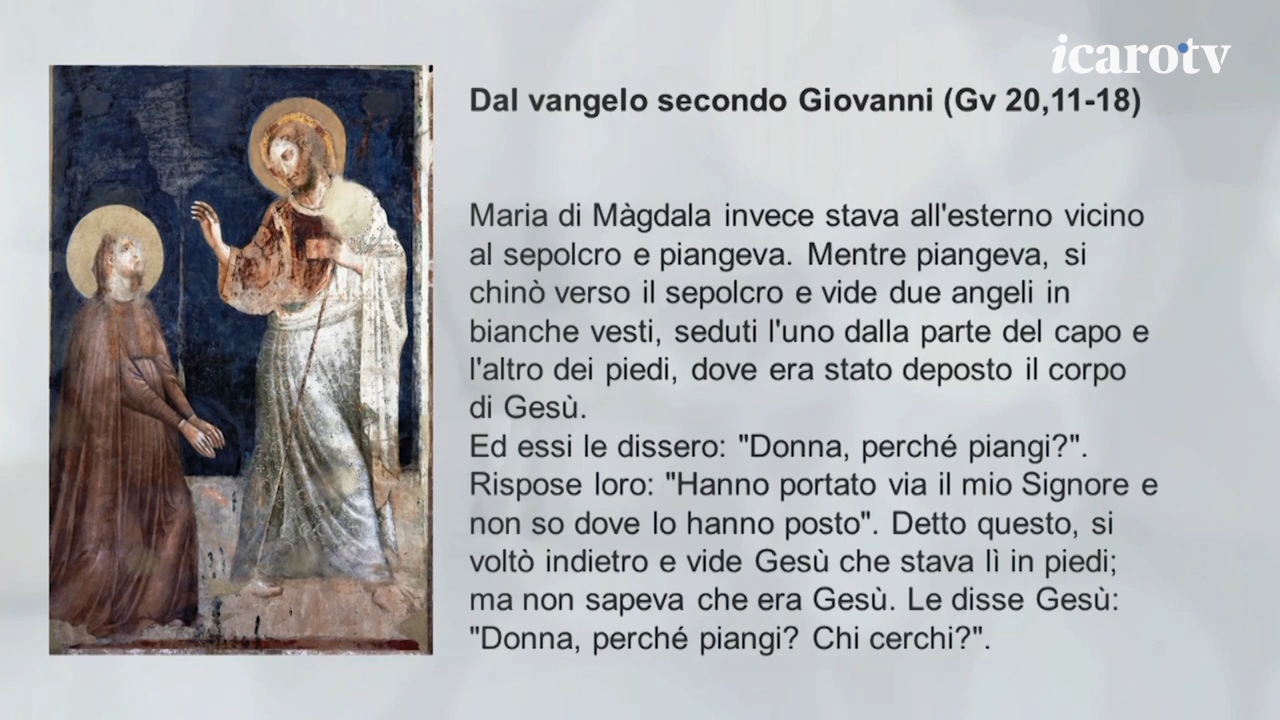 icarotv
Dal vangelo secondo Giovanni (Gv 20,11-18)
Maria di Màgdala invece stava all'esterno vicino
al sepolcro e piangeva. Mentre piangeva, si
chinò verso il sepolcro e vide due angeli in
bianche vesti, seduti l'uno dalla parte del capo e
l'altro dei piedi, dove era stato deposto il corpo
di Gesù.
Ed essi le dissero: "Donna, perché piangi?".
Rispose loro: "Hanno portato via il mio Signore e
non so dove lo hanno posto". Detto questo, si
voltò indietro e vide Gesù che stava lì in piedi;
ma non sapeva che era Gesù. Le disse Gesù:
"Donna, perché piangi? Chi cerchi?".